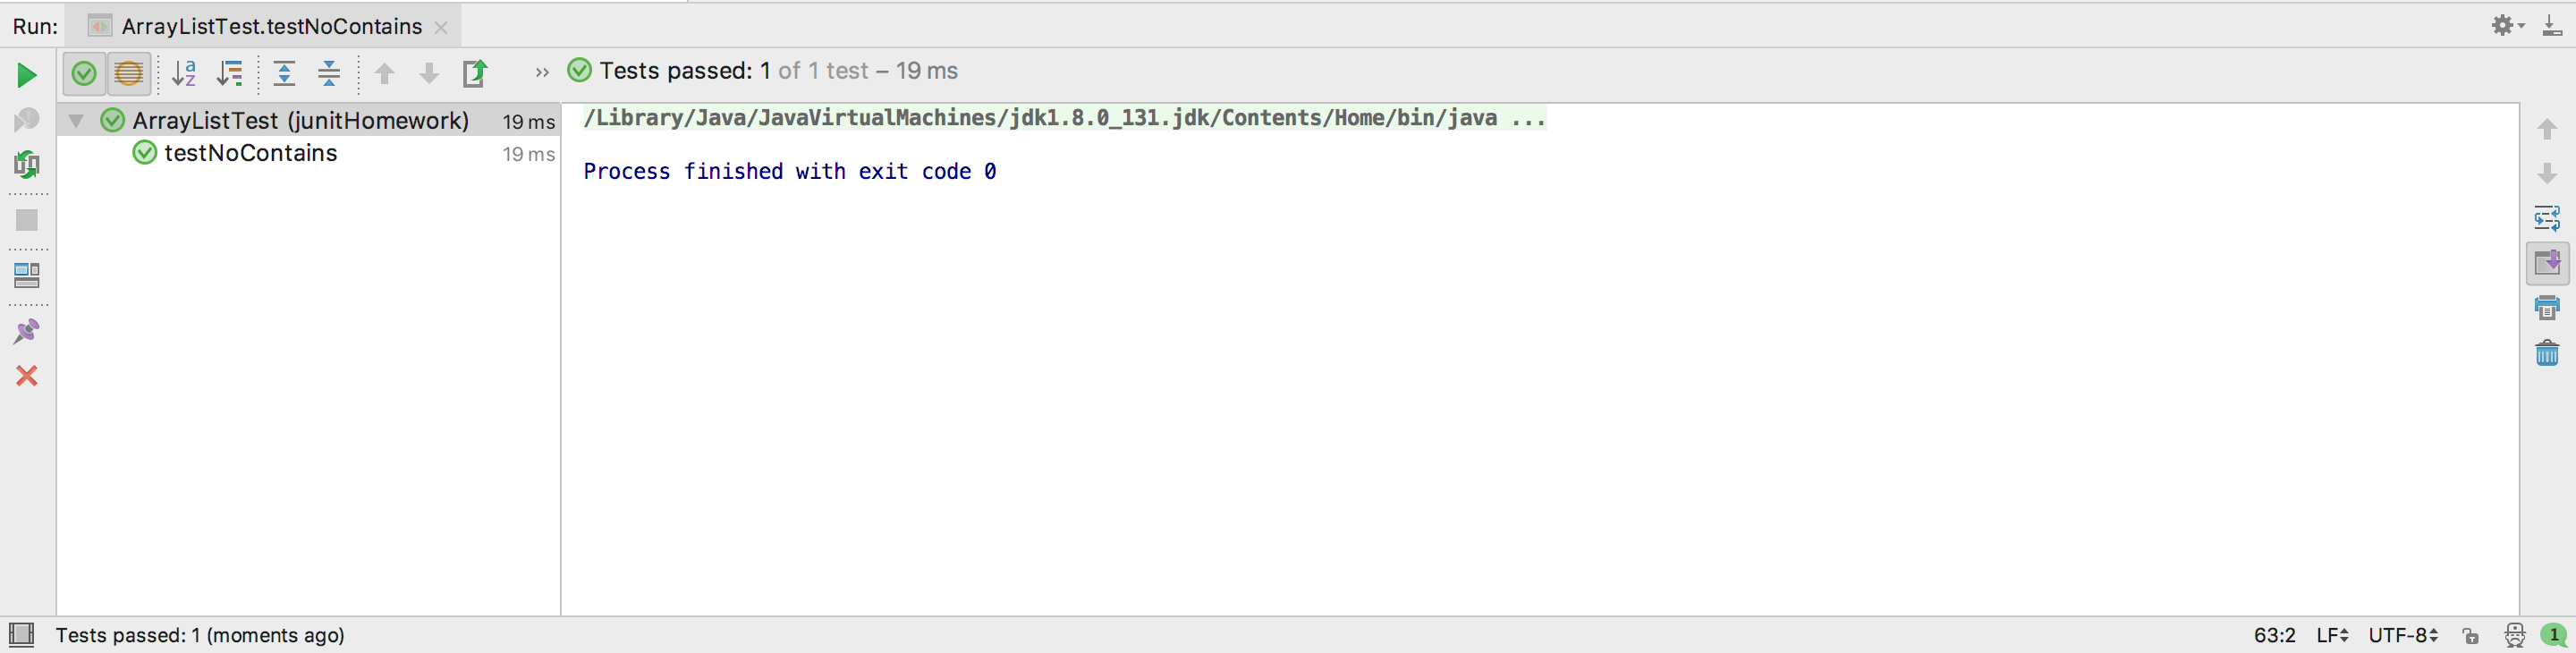 Run: ArrayListTest.testNoContains
Tests passed: 1 of 1 test – 19 ms
ArrayListTest (junitHomework) 19 ms
testNoContains 19 ms
/Library/Java/JavaVirtualMachines/jdk1.8.0_131.jdk/Contents/Home/bin/java ...
Process finished with exit code 0
Tests passed: 1 (moments ago) 63:2 LF UTF-8 1